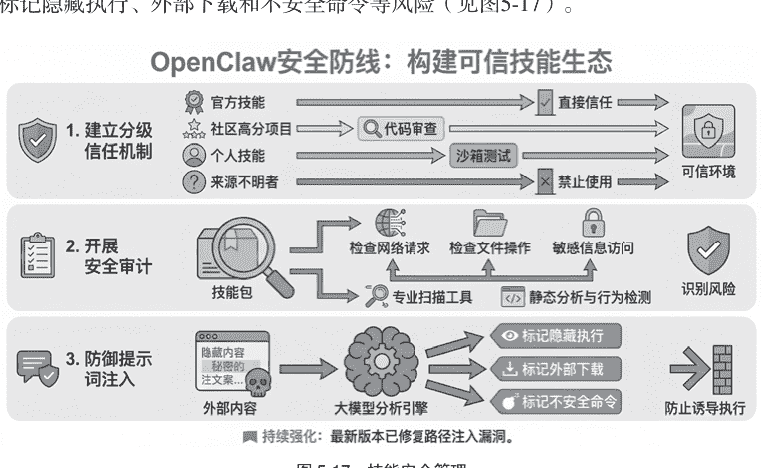 标记隐藏执行、外部下载和不安全命令等风险（见图5-17）。
OpenClaw安全防线：构建可信技能生态
1. 建立分级
信任机制
官方技能
直接信任
社区高分项目
代码审查
个人技能
沙箱测试
来源不明者
禁止使用
可信环境
2. 开展
安全审计
技能包
检查网络请求
检查文件操作
敏感信息访问
专业扫描工具
静态分析与行为检测
识别风险
3. 防御提示
词注入
隐藏内容
秘密的
注文案...
外部内容
大模型分析引擎
标记隐藏执行
标记外部下载
标记不安全命令
防止诱导执行
持续强化：最新版本已修复路径注入漏洞。
图 5-17 技能安全管理